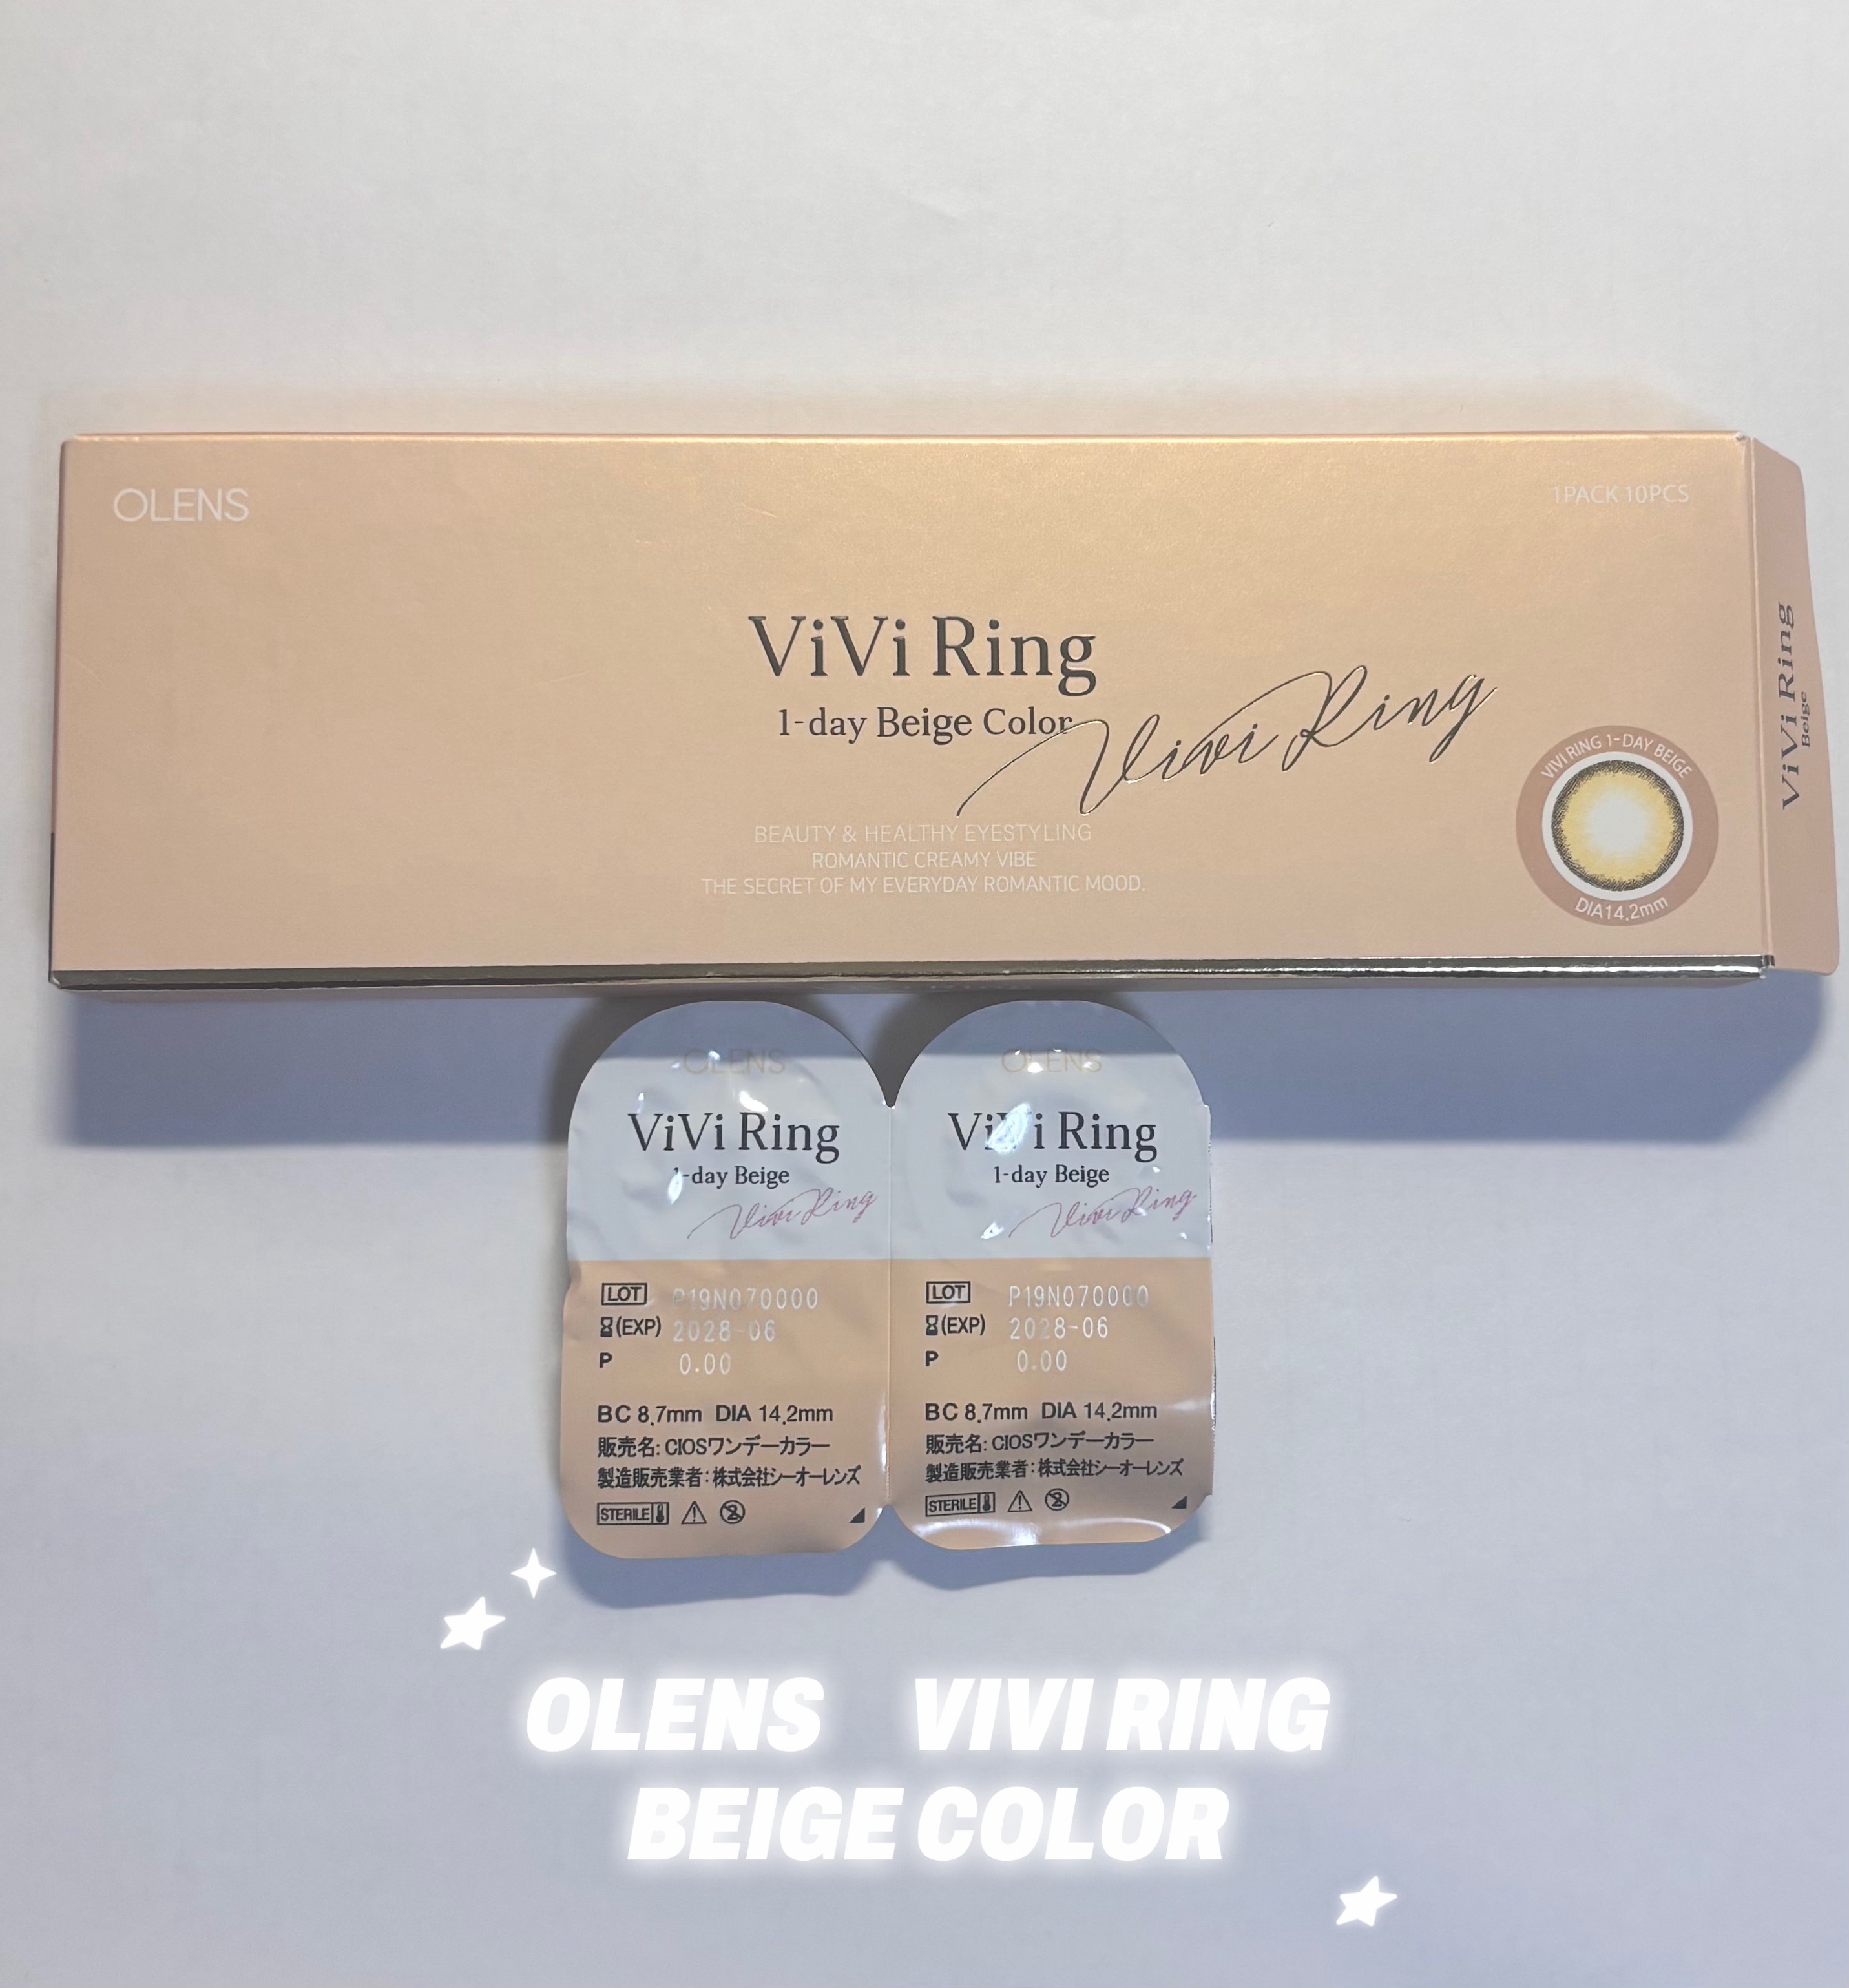 OLENS
1PACK 10PCS
ViVi Ring
1-day Beige Color
Vivi Ring
BEAUTY & HEALTHY EYESTYLING
ROMANTIC CREAMY VIBE
THE SECRET OF MY EVERYDAY ROMANTIC MOOD.
VIVI RING 1-DAY BEIGE
DIA14.2mm
ViVi Ring
Beige
OLENS
ViVi Ring
1-day Beige
Vivi Ring
LOT P19N070000
(EXP) 2028-06
P 0.00
BC 8.7mm DIA 14.2mm
販売名: CIOSワンデーカラー
製造販売業者: 株式会社シーオーレンズ
STERILE
2
OLENS
ViVi Ring
1-day Beige
Vivi Ring
LOT P19N070000
(EXP) 2028-06
P 0.00
BC 8.7mm DIA 14.2mm
販売名: CIOSワンデーカラー
製造販売業者: 株式会社シーオーレンズ
STERILE
2
OLENS VIVI RING
BEIGE COLOR